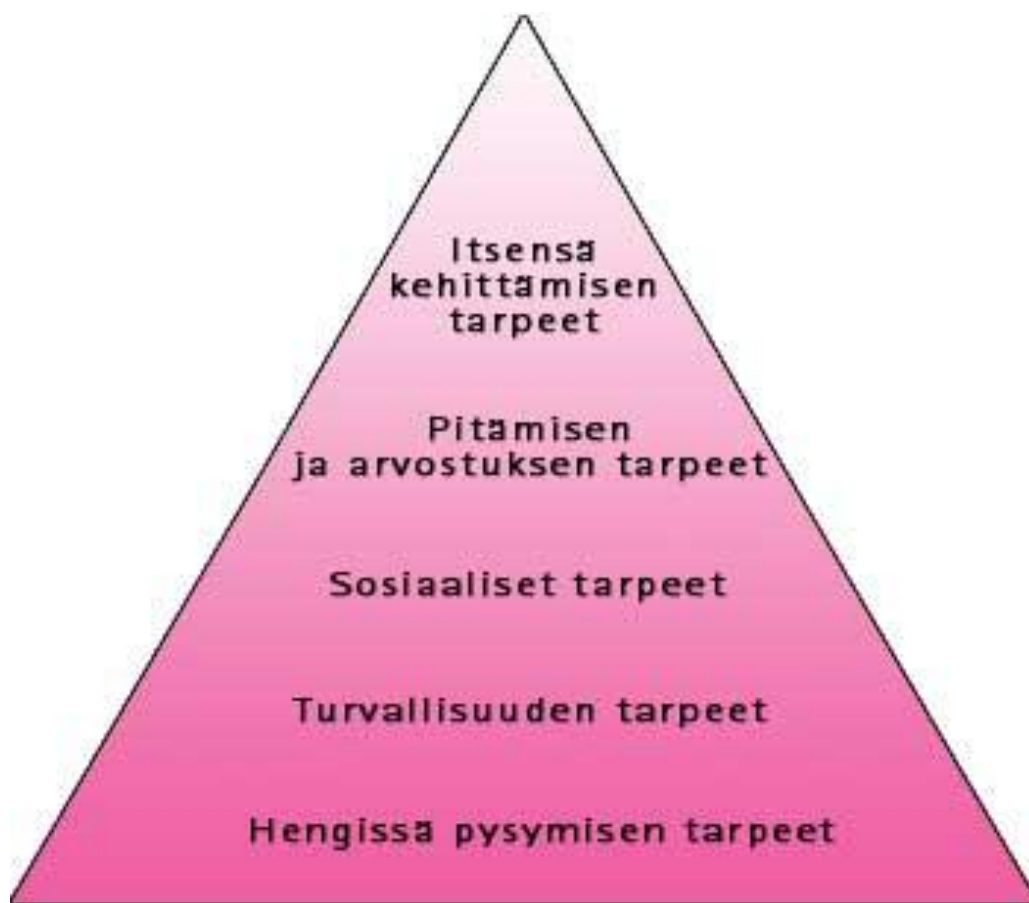 Itsensä
kehittämisen
tarpeet
Pitämisen
ja arvostuksen tarpeet
Sosiaaliset tarpeet
Turvallisuuden tarpeet
Hengissä pysymisen tarpeet